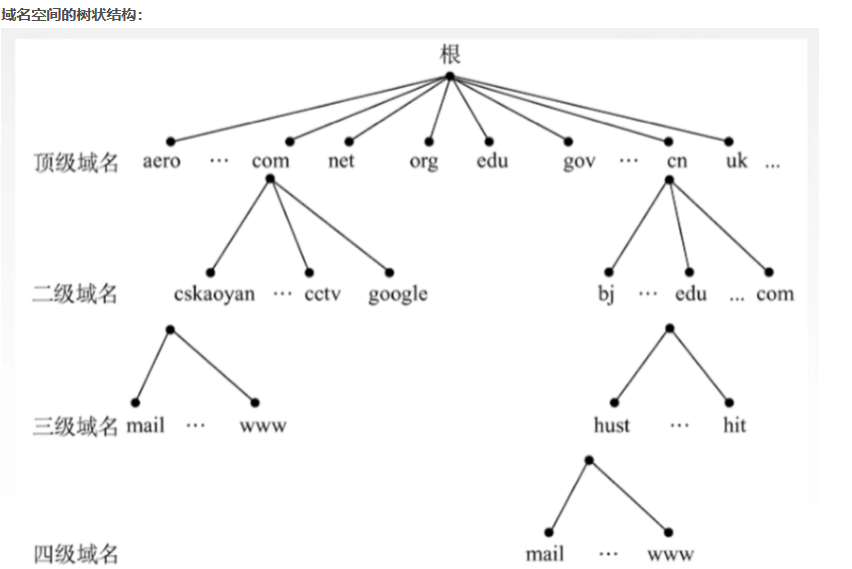 域名空间的树状结构：
根
顶级域名 aero ... com net org edu gov ... cn uk ...
二级域名 cskaoyan ... cctv google bj ... edu ... com
三级域名 mail ... www hust ... hit
四级域名 mail ... www